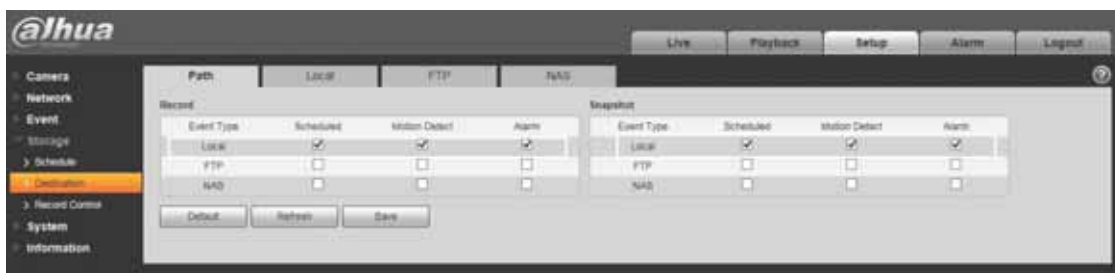 alhua
Live Playback Setup Alarm Logout
Camera
Network
Event
Storage
Schedule
Destination
Record Control
System
Information
Path Local FTP NAS
Record
Event Type Scheduled Motion Detect Alarm
Local
FTP
NAS
Default Refresh Save
Snapshot
Event Type Scheduled Motion Detect Alarm
Local
FTP
NAS